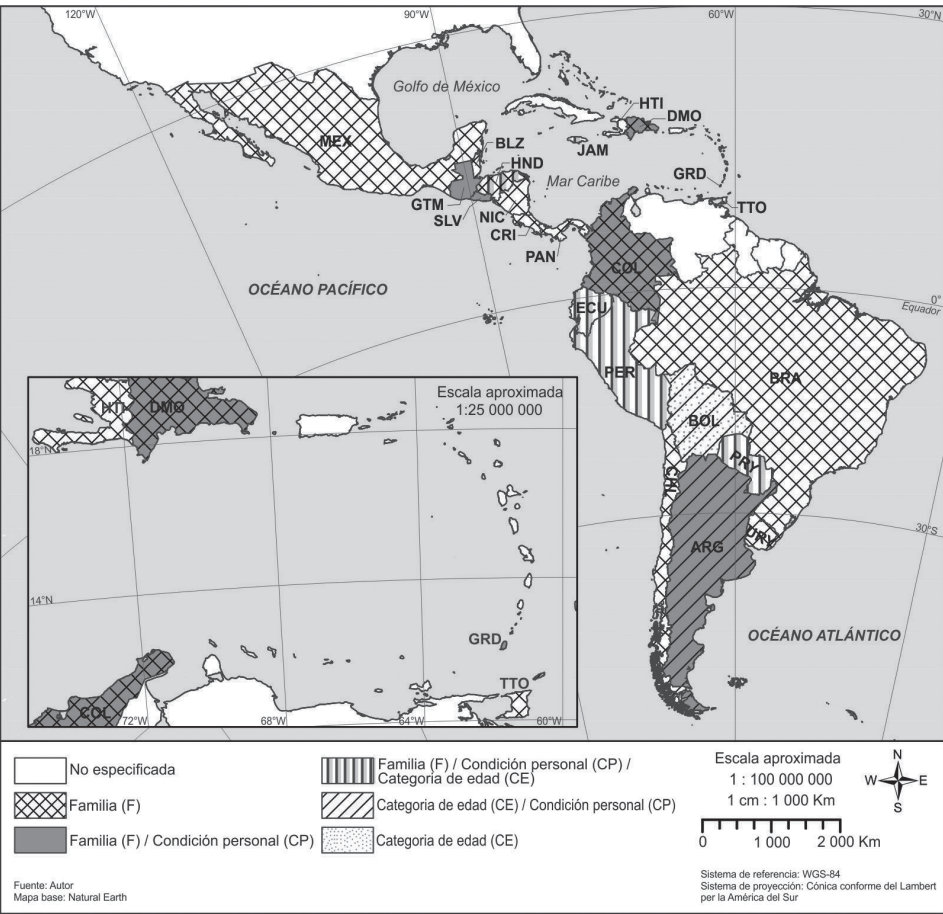 120°W
90°W
60°W
30°N
Golfo de México
HTI
DMO
MEX
BLZ
JAM
HND
Mar Caribe
GRD
GTM
SLV
NIC
TTO
CRI
PAN
COL
OCÉANO PACÍFICO
0°
Equador
ECU
PER
BRA
Escala aproximada
1:25 000 000
HTI
DMO
BOL
18°N
PRY
CHL
30°S
URY
ARG
14°N
GRD
OCÉANO ATLÁNTICO
TTO
COL
72°W
68°W
64°W
60°W
No especificada
Familia (F)
Familia (F) / Condición personal (CP)
Familia (F) / Condición personal (CP) /
Categoria de edad (CE)
Categoria de edad (CE) / Condición personal (CP)
Categoria de edad (CE)
Escala aproximada
1 : 100 000 000
1 cm : 1 000 Km
N
W
E
S
0
1 000
2 000 Km
Fuente: Autor
Mapa base: Natural Earth
Sistema de referencia: WGS-84
Sistema de proyección: Cónica conforme del Lambert
per la América del Sur